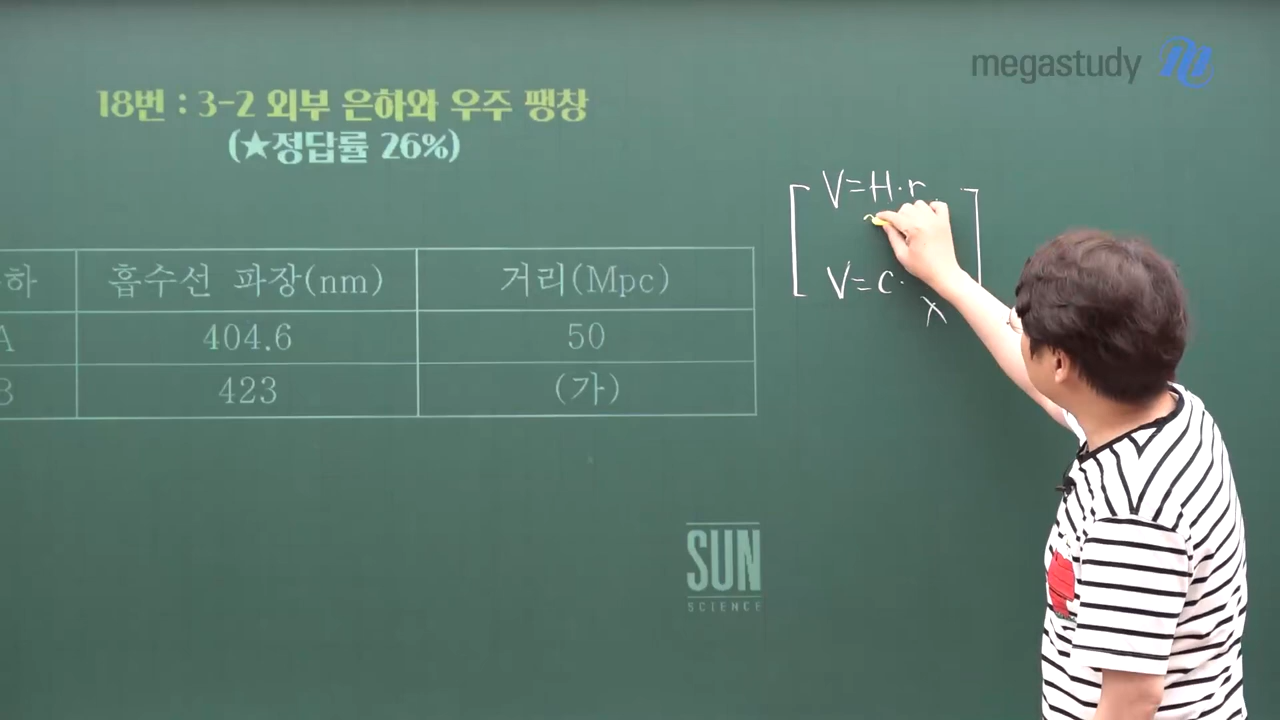 megastudy
18번 : 3-2 외부 은하와 우주 팽창
(★정답률 26%)
V=H·r
V=c·
λ
하 흡수선 파장(nm) 거리(Mpc)
A 404.6 50
B 423 (가)
SUN
SCIENCE